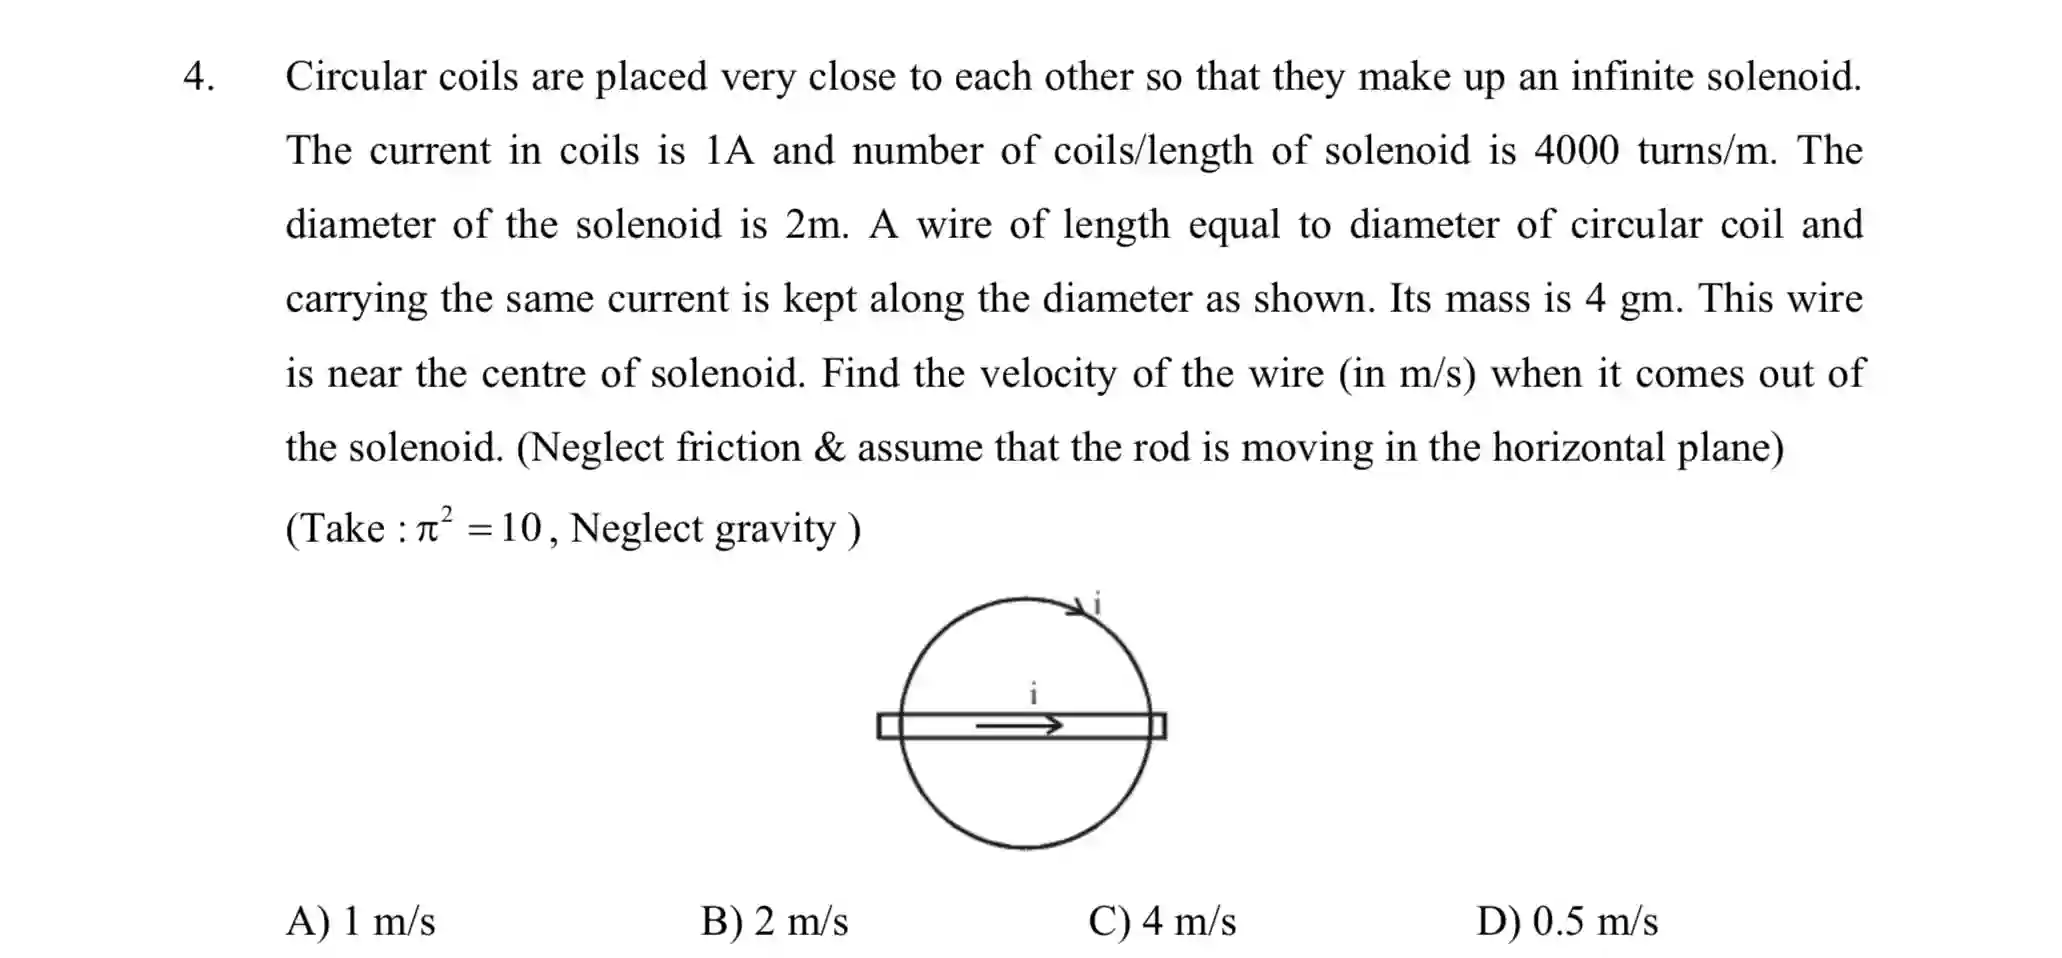 4. Circular coils are placed very close to each other so that they make up an infinite solenoid.
The current in coils is 1A and number of coils/length of solenoid is 4000 turns/m. The
diameter of the solenoid is 2m. A wire of length equal to diameter of circular coil and
carrying the same current is kept along the diameter as shown. Its mass is 4 gm. This wire
is near the centre of solenoid. Find the velocity of the wire (in m/s) when it comes out of
the solenoid. (Neglect friction & assume that the rod is moving in the horizontal plane)
(Take : π² = 10, Neglect gravity )
i
i
A) 1 m/s B) 2 m/s C) 4 m/s D) 0.5 m/s